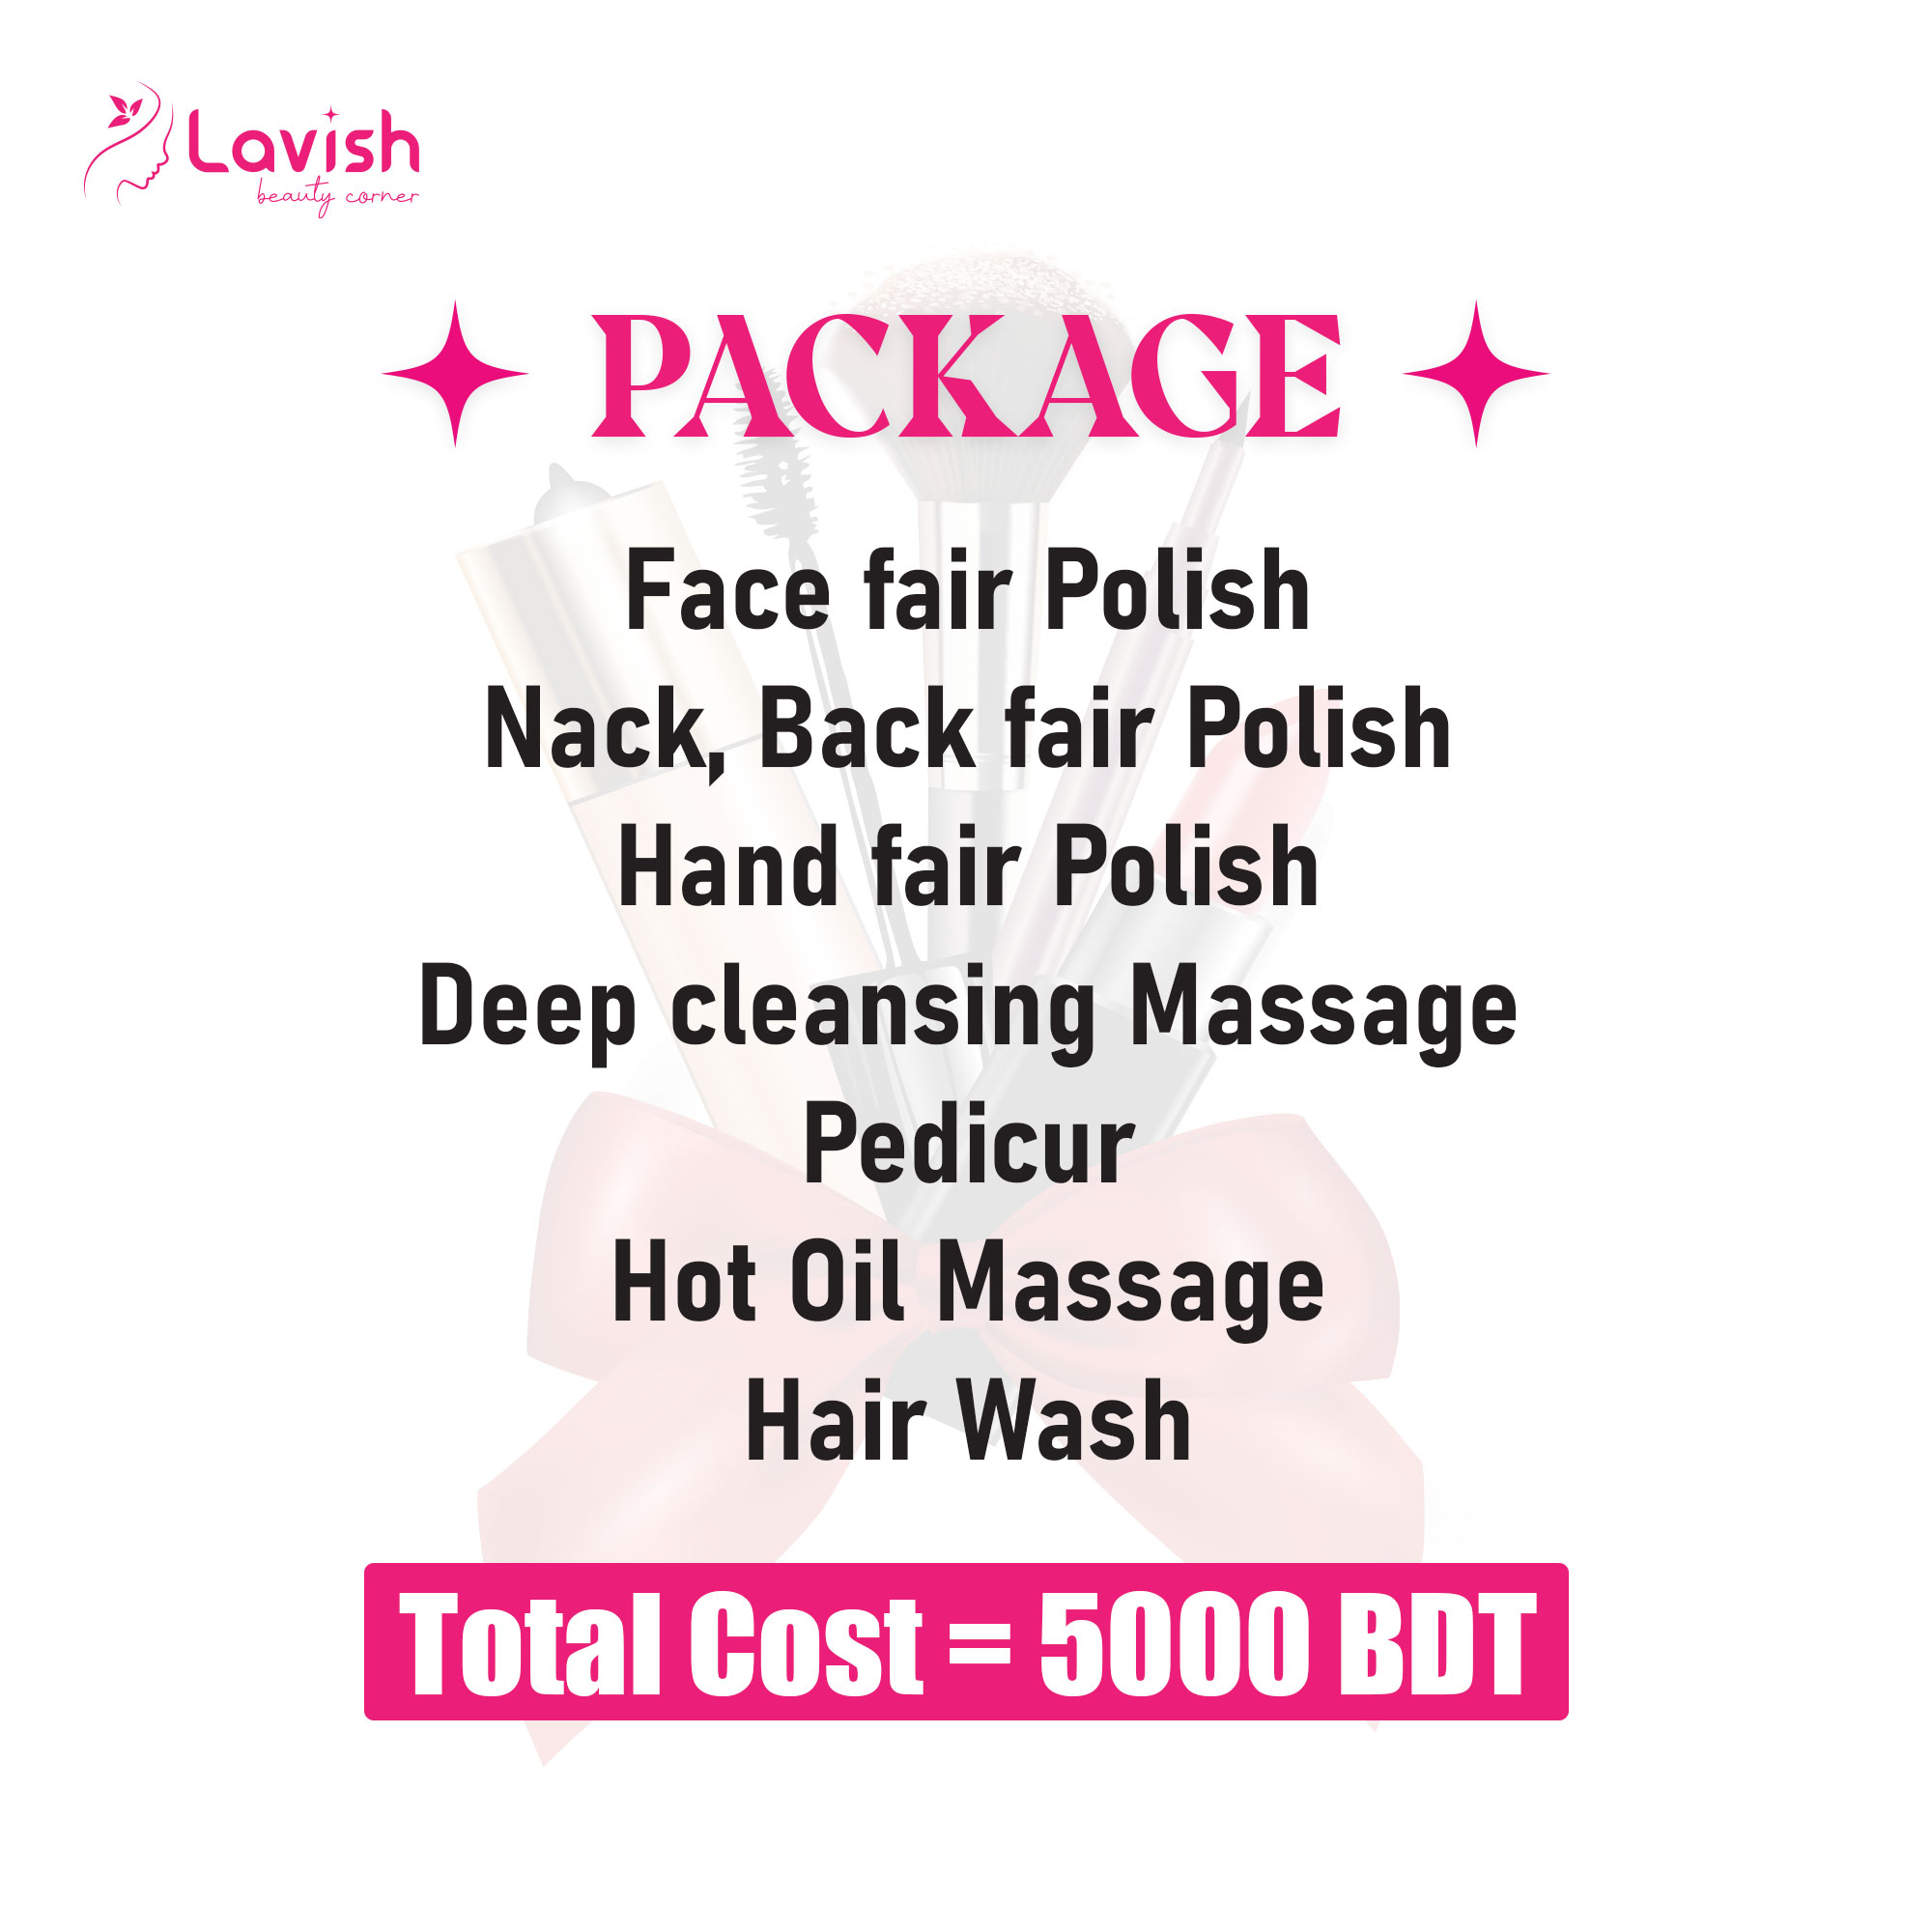 Lavish
beauty corner
PACKAGE
Face fair Polish
Nack, Back fair Polish
Hand fair Polish
Deep cleansing Massage
Pedicur
Hot Oil Massage
Hair Wash
Total Cost = 5000 BDT